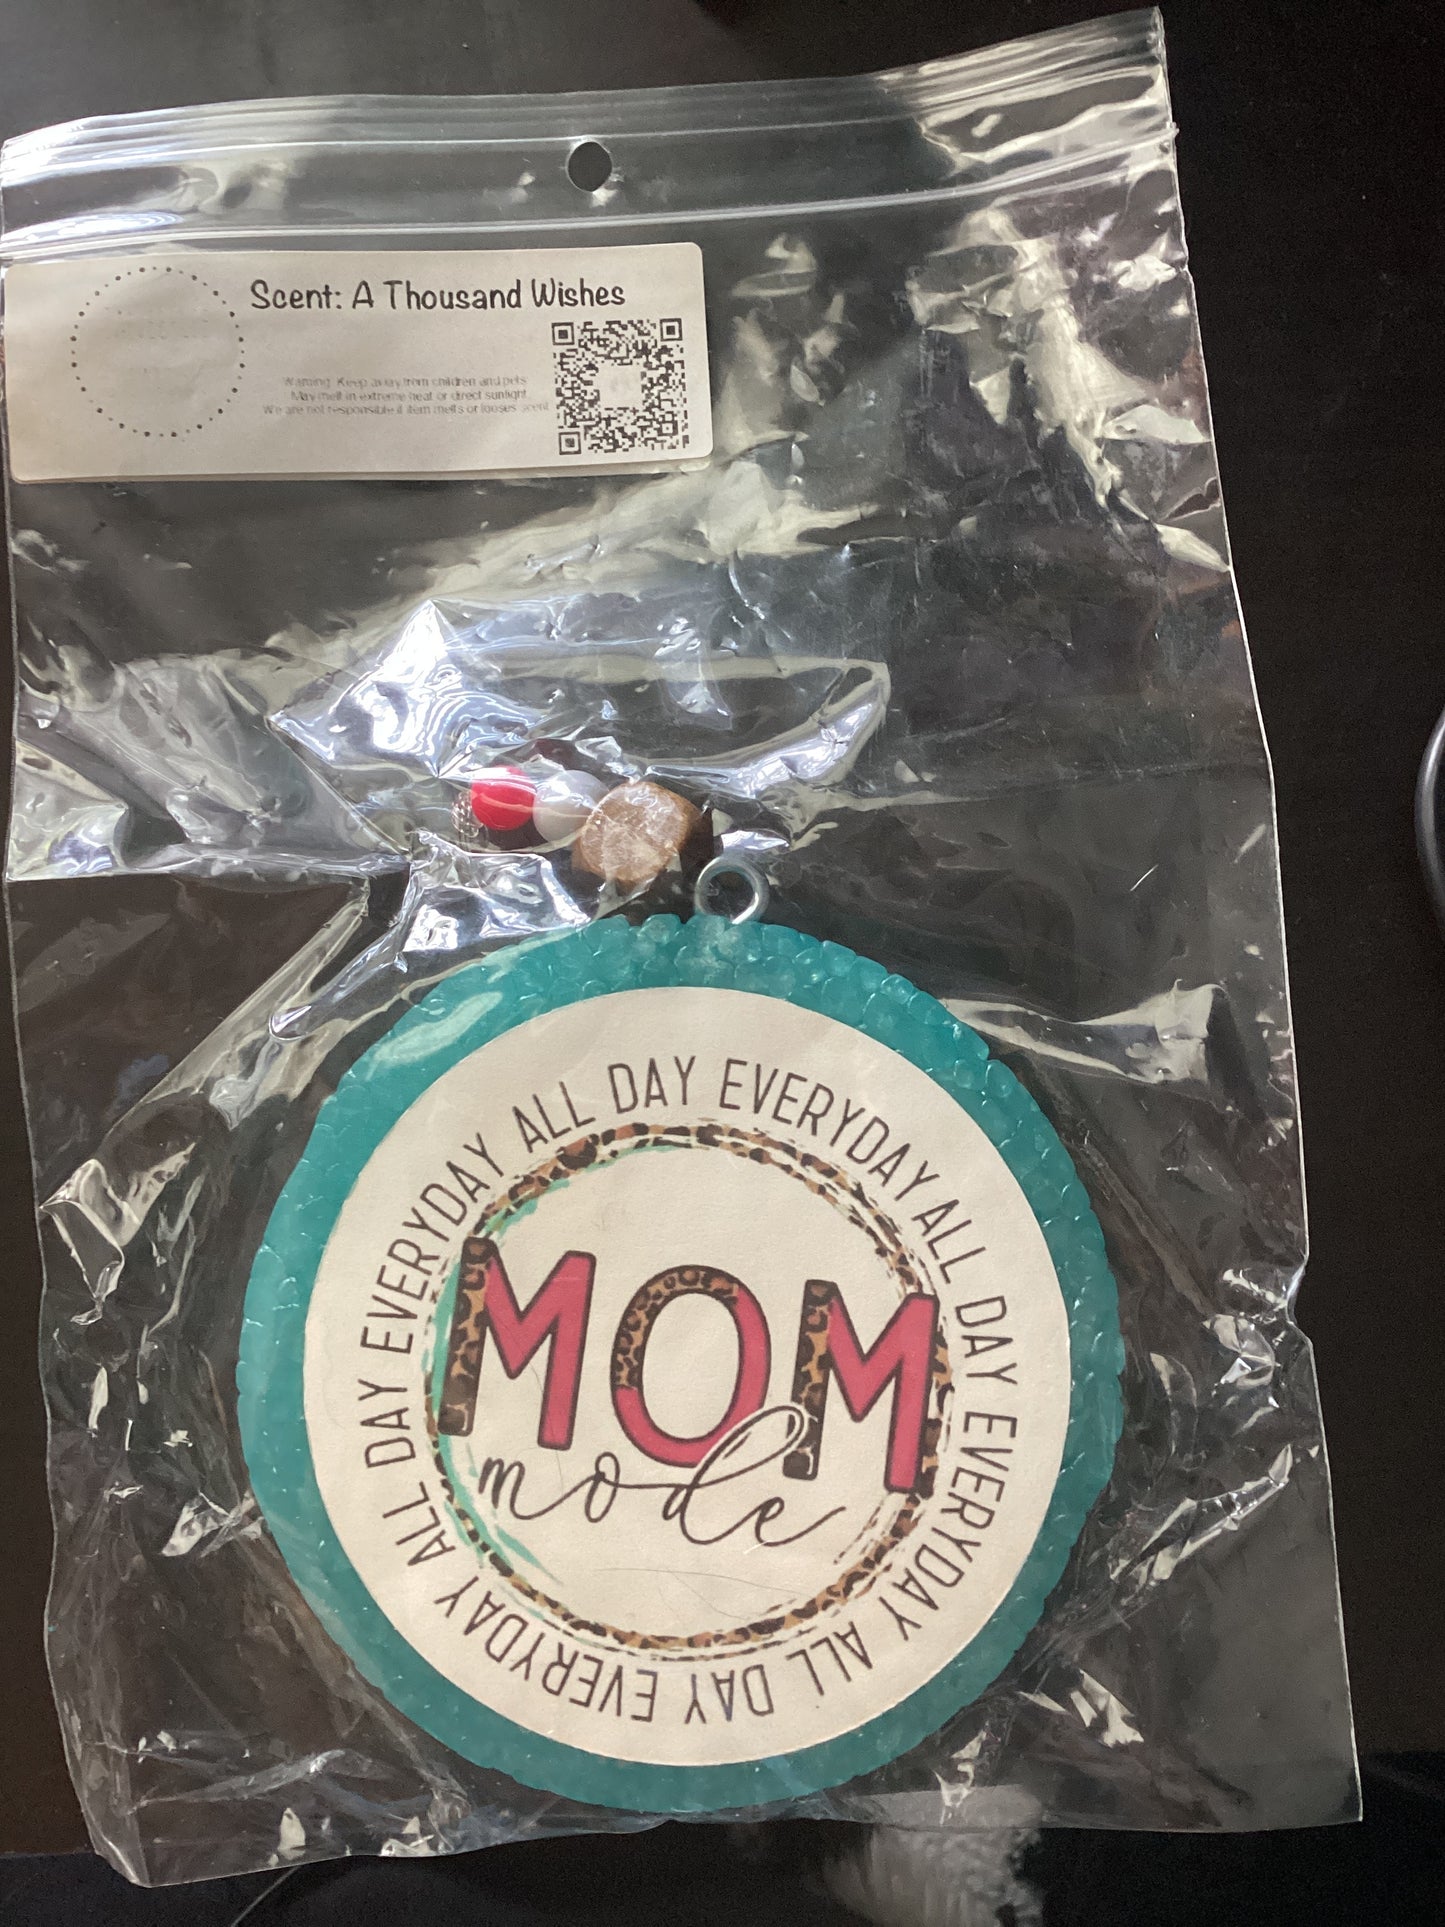 Scent: A Thousand Wishes
Warning: Keep away from children and pets
May melt in extreme heat or direct sunlight
We are not responsible if item melts or looses scent
ALL DAY EVERYDAY ALL DAY EVERYDAY ALL DAY EVERYDAY ALL DAY EVERYDAY
MOM
mode